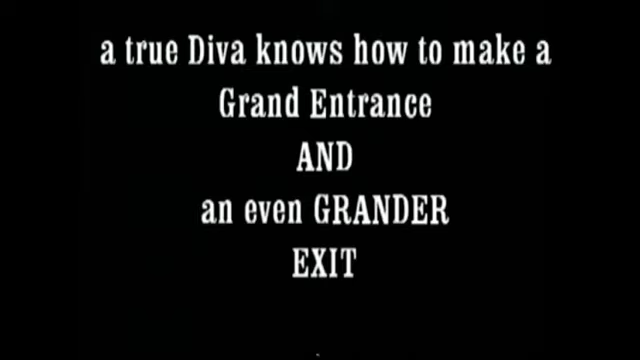 a true Diva knows how to make a
Grand Entrance
AND
an even GRANDER
EXIT